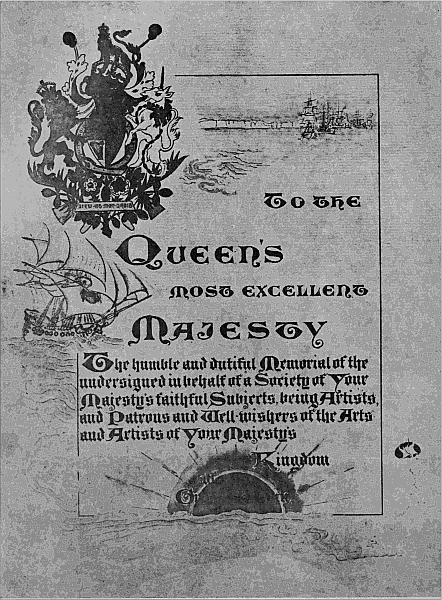 To the
Queen's
most excellent
Majesty
The humble and dutiful Memorial of the
undersigned in behalf of a Society of Your
Majesty's faithful Subjects, being Artists,
and Patrons and Well-wishers of the Arts
and Artists of Your Majesty's
Kingdom